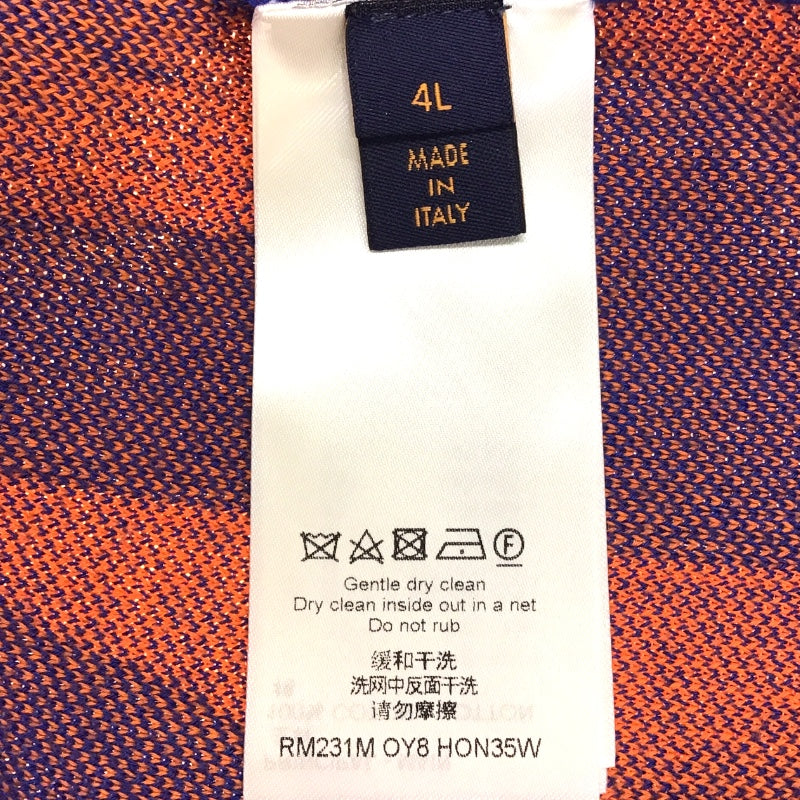 4L
MADE
IN
ITALY
F
Gentle dry clean
Dry clean inside out in a net
Do not rub
缓和干洗
洗网中反面干洗
请勿摩擦
RM231M OY8 HON35W